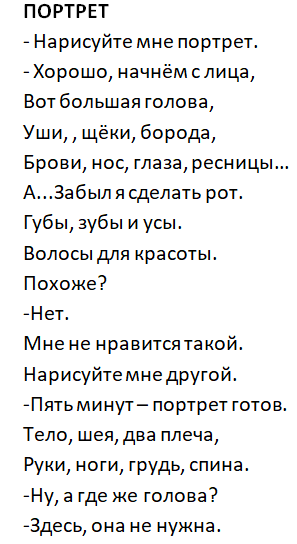 ПОРТРЕТ
- Нарисуйте мне портрет.
- Хорошо, начнём с лица,
Вот большая голова,
Уши, , щёки, борода,
Брови, нос, глаза, ресницы...
А...Забыл я сделать рот.
Губы, зубы и усы.
Волосы для красоты.
Похоже?
-Нет.
Мне не нравится такой.
Нарисуйте мне другой.
-Пять минут – портрет готов.
Тело, шея, два плеча,
Руки, ноги, грудь, спина.
-Ну, а где же голова?
-Здесь, она не нужна.